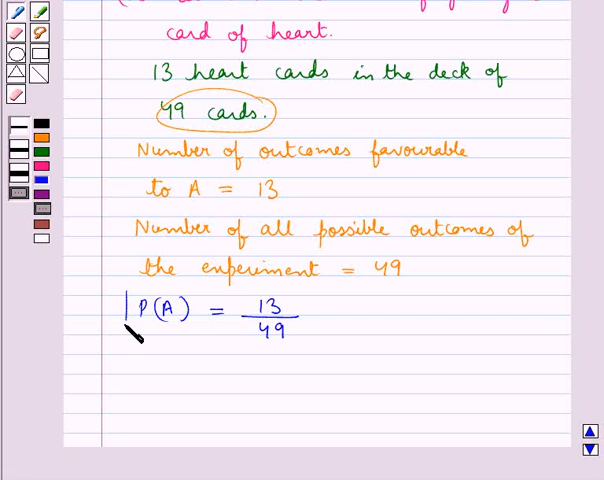 card of heart.
13 heart cards in the deck of
49 cards.
Number of outcomes favourable
to A = 13
Number of all possible outcomes of
the experiment = 49
P(A) = 13/49